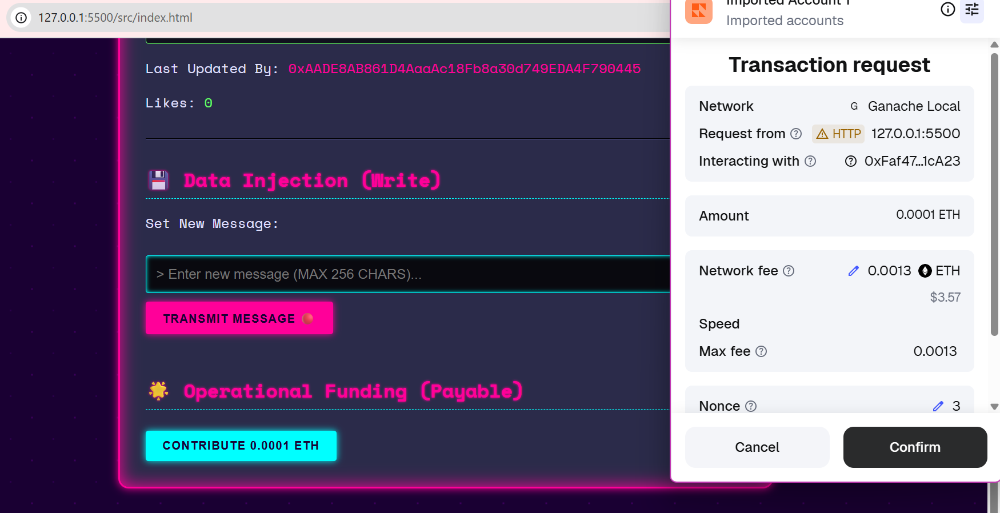 127.0.0.1:5500/src/index.html
Last Updated By: 0xAADE8AB861D4AaaAc18Fb8a30d749EDA4F790445
Likes: 0
💾 Data Injection (Write)
Set New Message:
> Enter new message (MAX 256 CHARS)...
TRANSMIT MESSAGE 🔴
🌟 Operational Funding (Payable)
CONTRIBUTE 0.0001 ETH
Imported Account 1
Imported accounts
Transaction request
Network G Ganache Local
Request from HTTP 127.0.0.1:5500
Interacting with 0xFaf47...1cA23
Amount 0.0001 ETH
Network fee 0.0013 ETH
$3.57
Speed
Max fee 0.0013
Nonce 3
Cancel Confirm